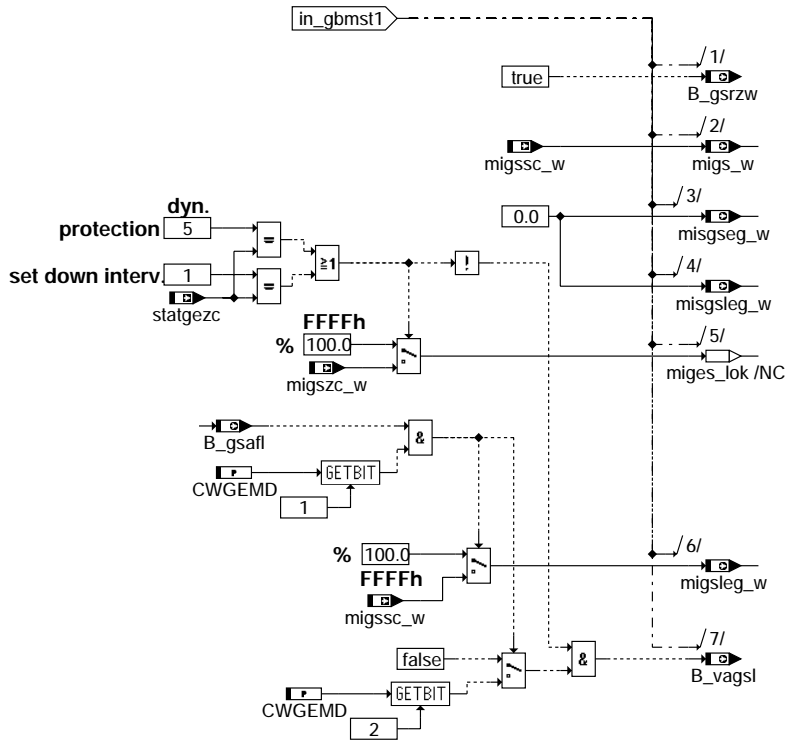 in_gbmst1
1/
true
B_gsrzw
2/
migssc_w
migs_w
dyn.
3/
protection
5
=
0.0
misgseg_w
≥1
!
4/
set down interv.
1
=
misgsleg_w
statgezc
FFFFh
5/
%
100.0
migszc_w
miges_lok /NC
B_gsafl
&
P
GETBIT
CWGEMD
1
6/
%
100.0
FFFFh
migsleg_w
migssc_w
7/
false
&
B_vagsl
P
GETBIT
CWGEMD
2